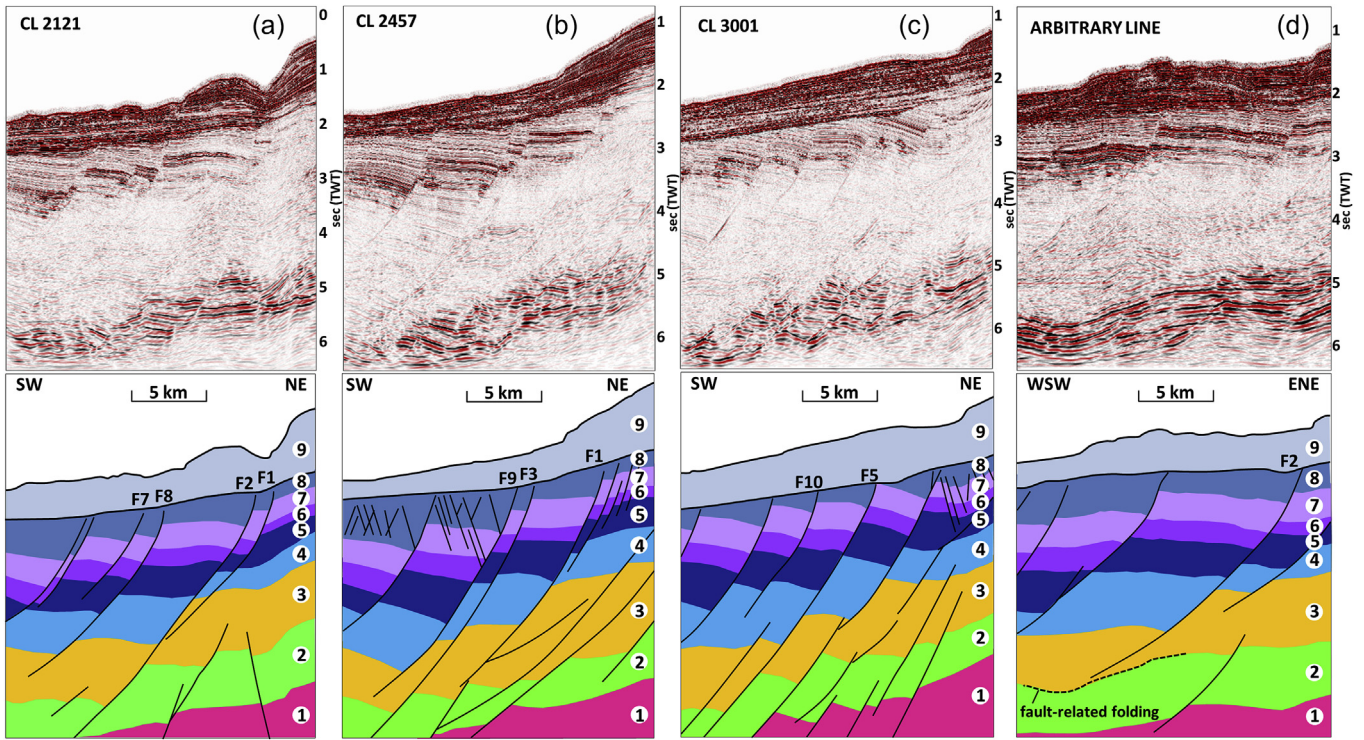 CL 2121 (a)
0
1
2
3
4
5
6
sec (TWT)
CL 2457 (b)
1
2
3
4
5
6
sec (TWT)
CL 3001 (c)
1
2
3
4
5
6
sec (TWT)
ARBITRARY LINE (d)
1
2
3
4
5
6
sec (TWT)
SW NE
5 km
F7 F8 F2 F1
9
8
7
6
5
4
3
2
1
SW NE
5 km
F9 F3 F1
9
8
7
6
5
4
3
2
1
SW NE
5 km
F10 F5
9
8
7
6
5
4
3
2
1
WSW ENE
5 km
F2
9
8
7
6
5
4
3
2
fault-related folding
1